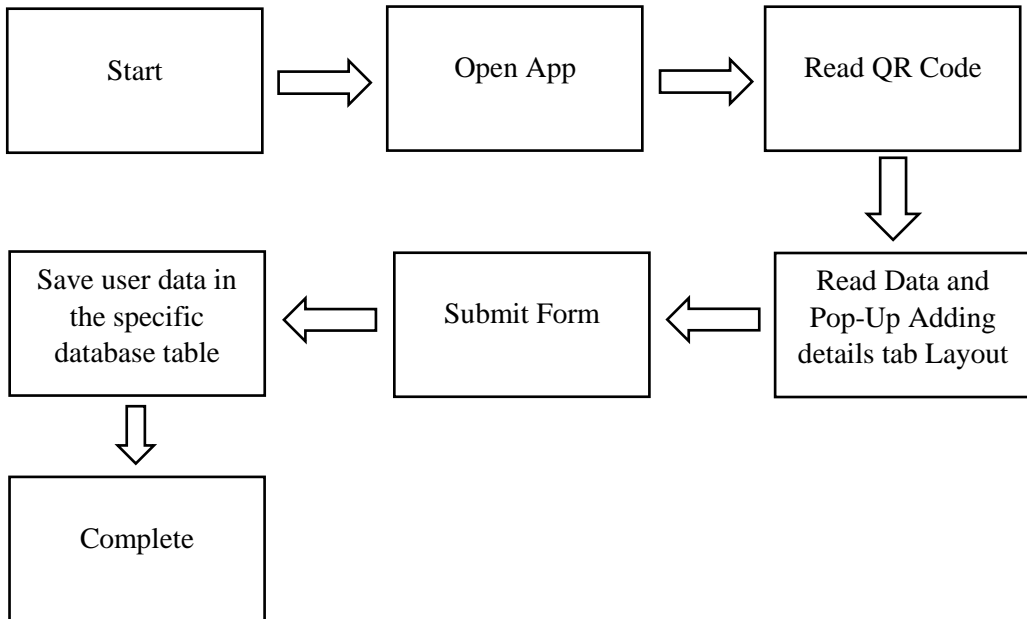 Start
Open App
Read QR Code
Read Data and
Pop-Up Adding
details tab Layout
Submit Form
Save user data in
the specific
database table
Complete